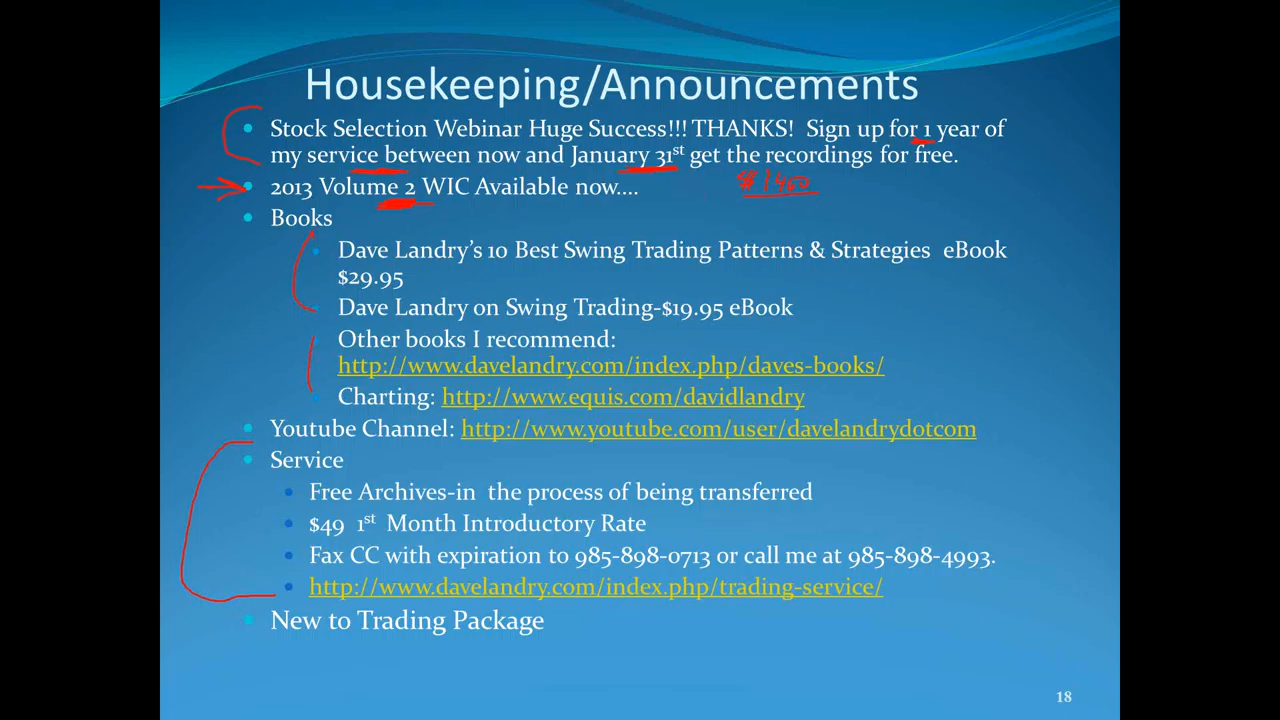 Housekeeping/Announcements
Stock Selection Webinar Huge Success!!! THANKS!  Sign up for 1 year of
my service between now and January 31st get the recordings for free.
2013 Volume 2 WIC Available now....
Books
Dave Landry's 10 Best Swing Trading Patterns & Strategies  eBook
$29.95
Dave Landry on Swing Trading-$19.95 eBook
Other books I recommend:
http://www.davelandry.com/index.php/daves-books/
Charting: http://www.equis.com/davidlandry
Youtube Channel: http://www.youtube.com/user/davelandrydotcom
Service
Free Archives-in  the process of being transferred
$49  1st  Month Introductory Rate
Fax CC with expiration to 985-898-0713 or call me at 985-898-4993.
http://www.davelandry.com/index.php/trading-service/
New to Trading Package
18